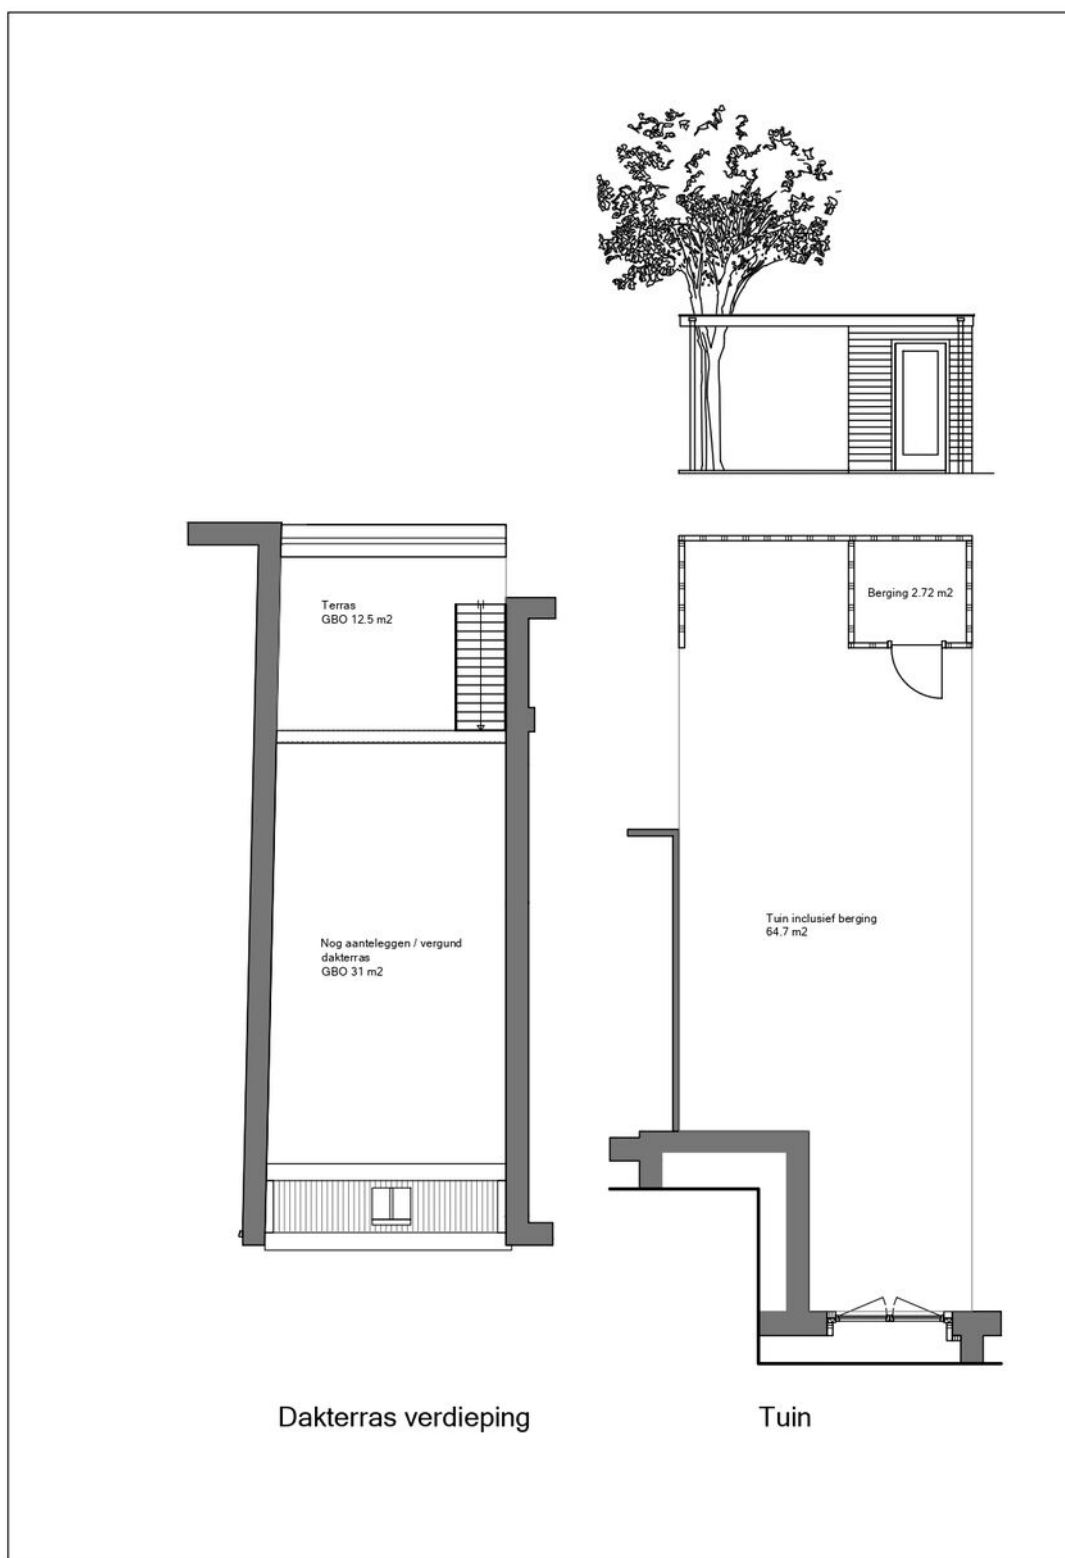 Terras
GBO 12.5 m2
Berging 2.72 m2
Nog aanteleggen / vergund
dakterras
GBO 31 m2
Tuin inclusief berging
64.7 m2
Dakterras verdieping
Tuin